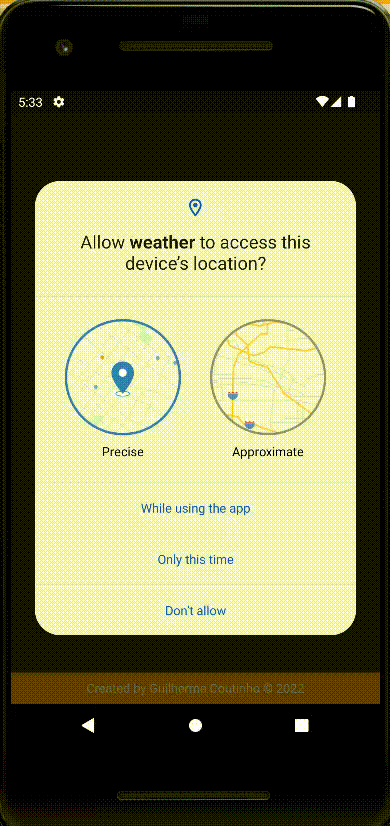 5:33
Allow weather to access this
device's location?
Precise Approximate
While using the app
Only this time
Don't allow
Created by Guilherme Coutinho © 2022